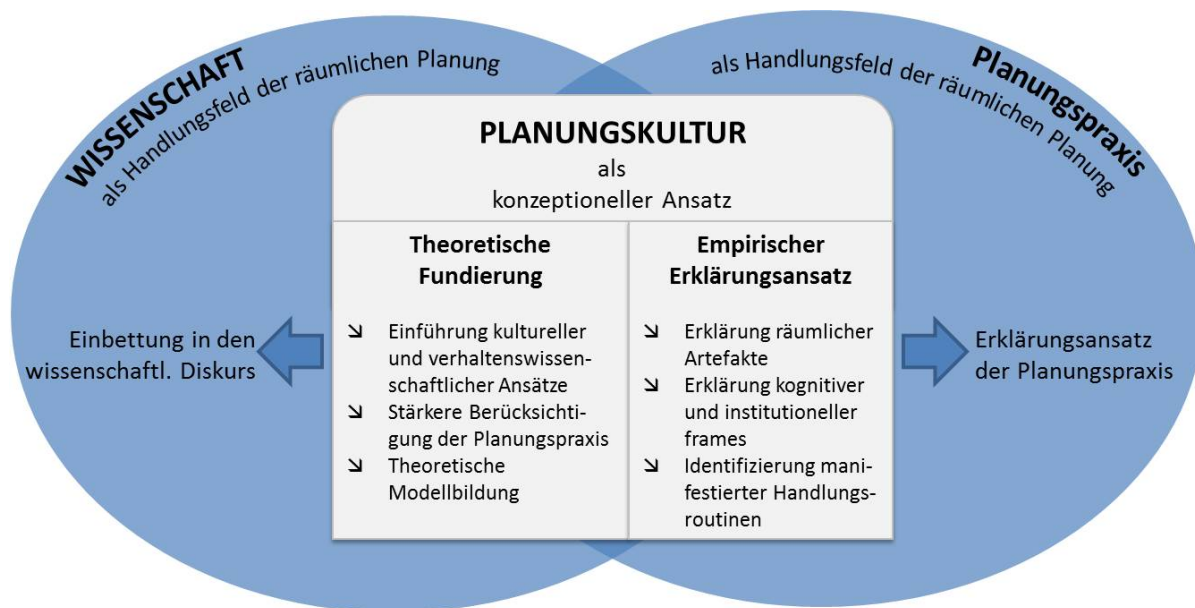 WISSENSCHAFT
als Handlungsfeld der räumlichen Planung
Planungspraxis
als Handlungsfeld der räumlichen Planung
PLANUNGSKULTUR
als
konzeptioneller Ansatz
Theoretische
Fundierung
↘ Einführung kultureller
und verhaltenswissen-
schaftlicher Ansätze
↘ Stärkere Berücksichti-
gung der Planungspraxis
↘ Theoretische
Modellbildung
Empirischer
Erklärungsansatz
↘ Erklärung räumlicher
Artefakte
↘ Erklärung kognitiver
und institutioneller
frames
↘ Identifizierung mani-
festierter Handlungs-
routinen
Einbettung in den
wissenschaftl. Diskurs
Erklärungsansatz
der Planungspraxis